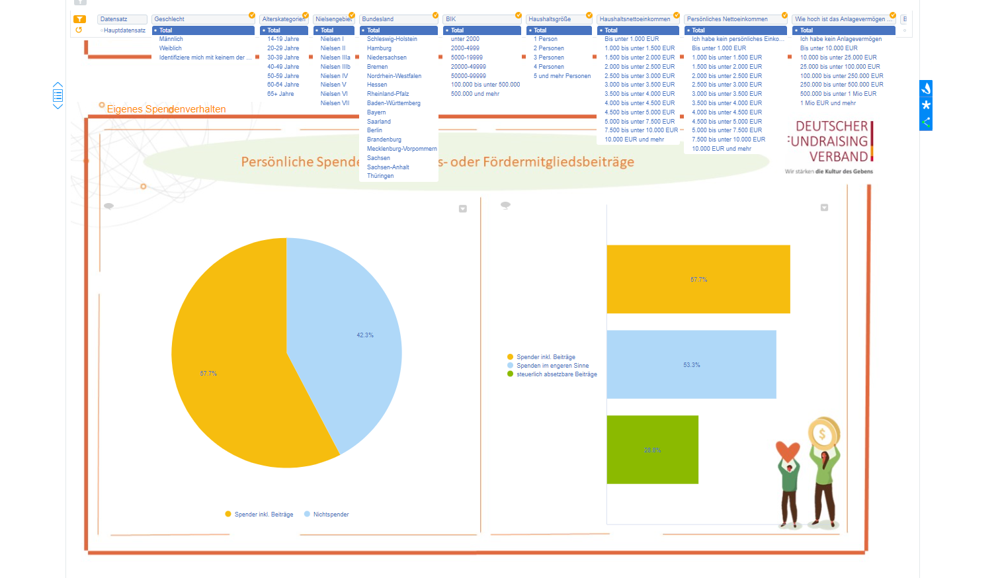 Datensatz
Hauptdatensatz
Geschlecht
Total
Männlich
Weiblich
Identifiziere mich mit keinem der ...
Alterskategorien
Total
14-19 Jahre
20-29 Jahre
30-39 Jahre
40-49 Jahre
50-59 Jahre
60-64 Jahre
65+ Jahre
Nielsengebiet
Total
Nielsen I
Nielsen II
Nielsen IIIa
Nielsen IIIb
Nielsen IV
Nielsen V
Nielsen VI
Nielsen VII
Bundesland
Total
Schleswig-Holstein
Hamburg
Niedersachsen
Bremen
Nordrhein-Westfalen
Hessen
Rheinland-Pfalz
Baden-Württemberg
Bayern
Saarland
Berlin
Brandenburg
Mecklenburg-Vorpommern
Sachsen
Sachsen-Anhalt
Thüringen
BIK
Total
unter 2000
2000-4999
5000-19999
20000-49999
50000-99999
100.000 bis unter 500.000
500.000 und mehr
Haushaltsgröße
Total
1 Person
2 Personen
3 Personen
4 Personen
5 und mehr Personen
Haushaltsnettoeinkommen
Total
Bis unter 1.000 EUR
1.000 bis unter 1.500 EUR
1.500 bis unter 2.000 EUR
2.000 bis unter 2.500 EUR
2.500 bis unter 3.000 EUR
3.000 bis unter 3.500 EUR
3.500 bis unter 4.000 EUR
4.000 bis unter 4.500 EUR
4.500 bis unter 5.000 EUR
5.000 bis unter 7.500 EUR
7.500 bis unter 10.000 EUR
10.000 EUR und mehr
Persönliches Nettoeinkommen
Total
Ich habe kein persönliches Einko...
Bis unter 1.000 EUR
1.000 bis unter 1.500 EUR
1.500 bis unter 2.000 EUR
2.000 bis unter 2.500 EUR
2.500 bis unter 3.000 EUR
3.000 bis unter 3.500 EUR
3.500 bis unter 4.000 EUR
4.000 bis unter 4.500 EUR
4.500 bis unter 5.000 EUR
5.000 bis unter 7.500 EUR
7.500 bis unter 10.000 EUR
10.000 EUR und mehr
Wie hoch ist das Anlagevermögen ...
Total
Ich habe kein Anlagevermögen
Bis unter 10.000 EUR
10.000 bis unter 25.000 EUR
25.000 bis unter 100.000 EUR
100.000 bis unter 250.000 EUR
250.000 bis unter 500.000 EUR
500.000 bis unter 1 Mio EUR
1 Mio EUR und mehr
Eigenes Spendenverhalten
Persönliche Spende s- oder Fördermitgliedsbeiträge
DEUTSCHER
FUNDRAISING
VERBAND
Wir stärken die Kultur des Gebens
42.3%
57.7%
Spender inkl. Beiträge
Nichtspender
57.7%
53.3%
28.8%
Spender inkl. Beiträge
Spenden im engeren Sinne
steuerlich absetzbare Beiträge
$